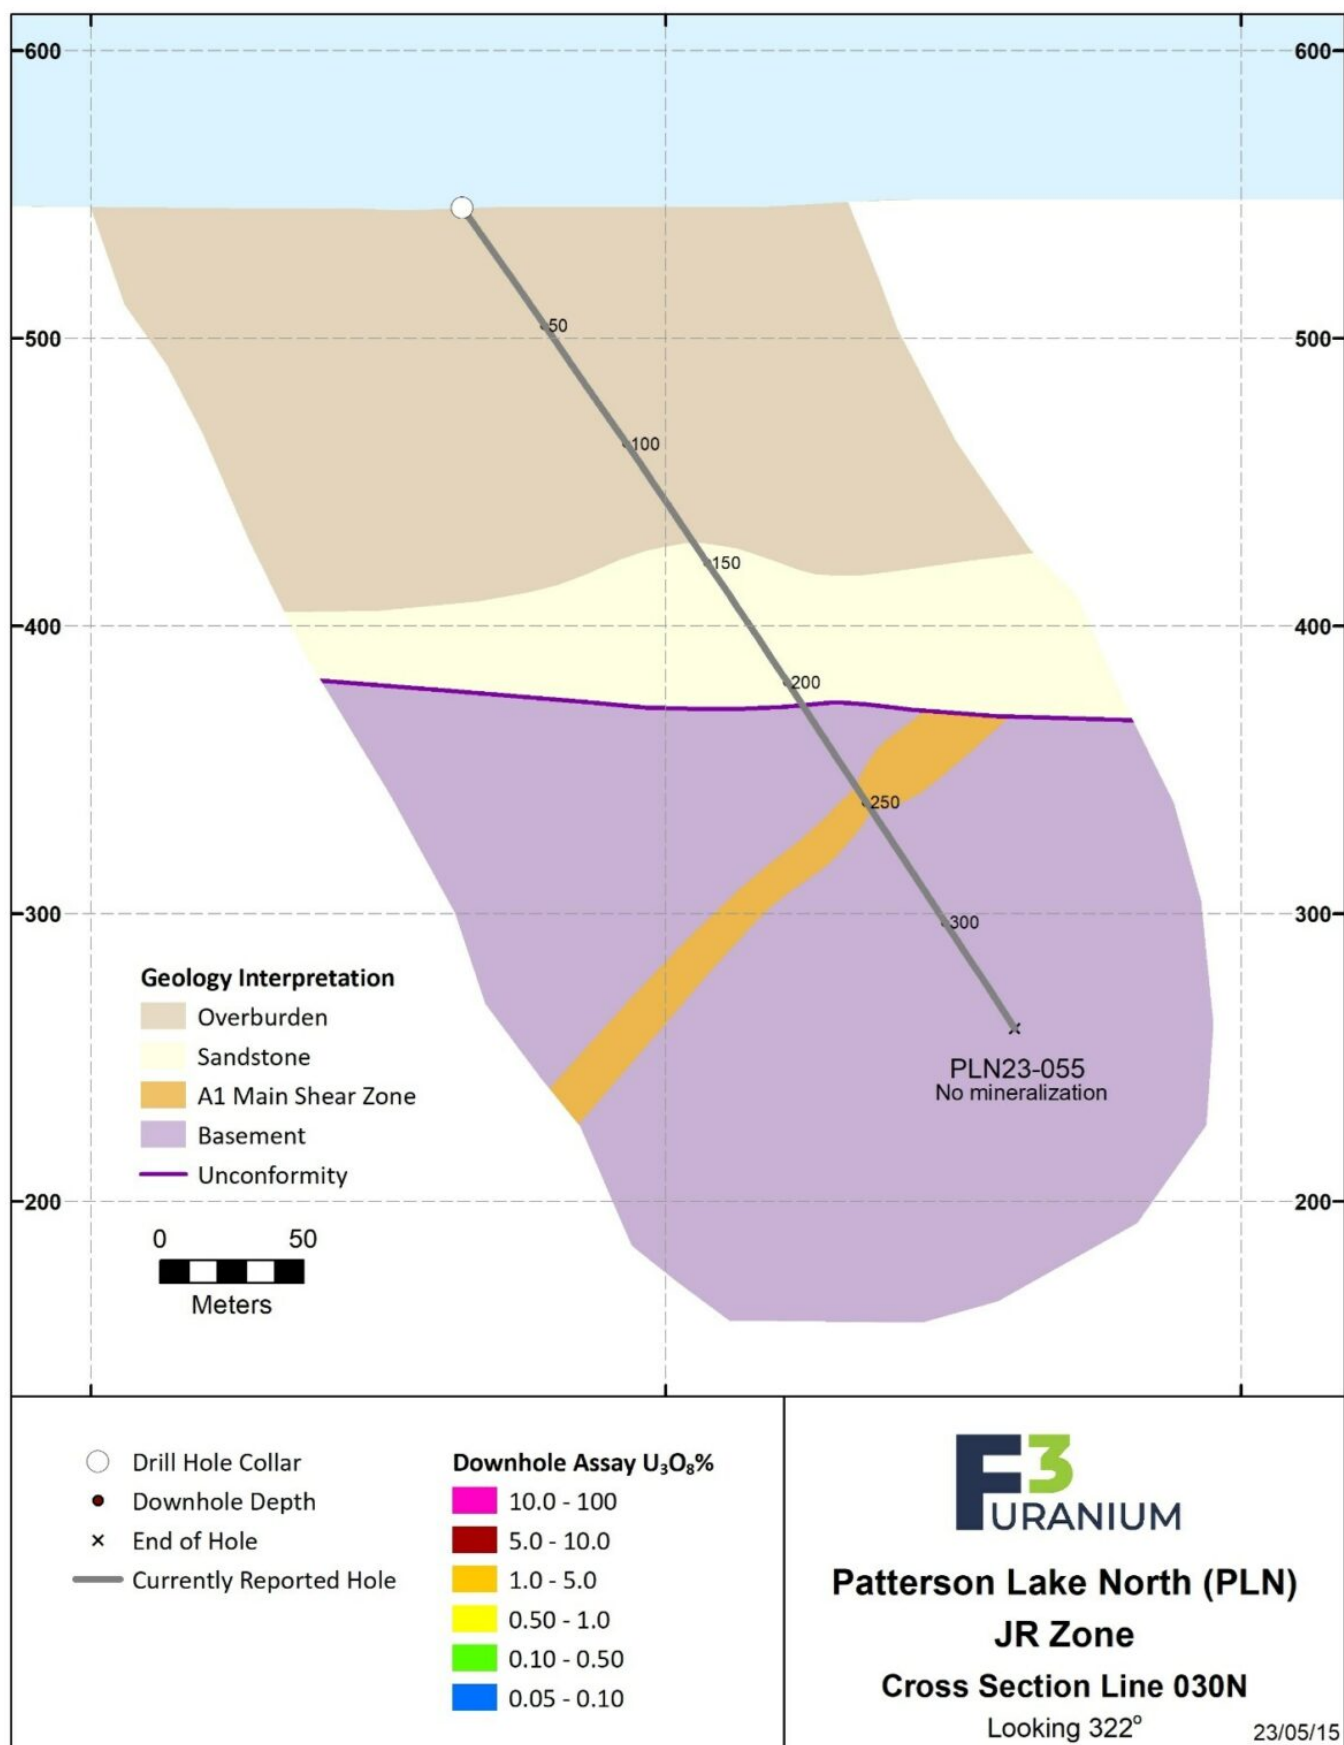 600 600
500 500
400 400
300 300
200 200
50
100
150
200
250
300
PLN23-055
No mineralization
Geology Interpretation
Overburden
Sandstone
A1 Main Shear Zone
Basement
Unconformity
0 50
Meters
Drill Hole Collar
Downhole Depth
End of Hole
Currently Reported Hole
Downhole Assay U₃O₈%
10.0 - 100
5.0 - 10.0
1.0 - 5.0
0.50 - 1.0
0.10 - 0.50
0.05 - 0.10
F3
URANIUM
Patterson Lake North (PLN)
JR Zone
Cross Section Line 030N
Looking 322°
23/05/15